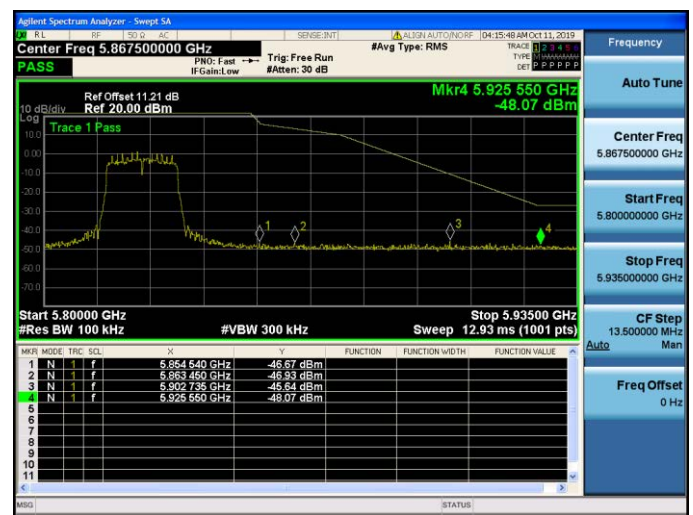 Agilent Spectrum Analyzer - Swept SA
RL RF 50 Ω AC SENSE:INT ALIGN AUTO/NORF 04:15:48 AM Oct 11, 2019
Center Freq 5.867500000 GHz #Avg Type: RMS TRACE 1 2 3 4 5 6
PASS PNO: Fast Trig: Free Run TYPE M
IFGain:Low #Atten: 30 dB DET P P P P P P
Ref Offset 11.21 dB Mkr4 5.925 550 GHz
10 dB/div Ref 20.00 dBm -48.07 dBm
Log
Trace 1 Pass
10.0
0.00
-10.0
-20.0
-30.0
-40.0
-50.0
-60.0
-70.0
1
2
3
4
Start 5.80000 GHz Stop 5.93500 GHz
#Res BW 100 kHz #VBW 300 kHz Sweep 12.93 ms (1001 pts)
MKR MODE TRC SCL X Y FUNCTION FUNCTION WIDTH FUNCTION VALUE
1 N 1 f 5.854 540 GHz -46.67 dBm
2 N 1 f 5.863 450 GHz -46.93 dBm
3 N 1 f 5.902 735 GHz -45.64 dBm
4 N 1 f 5.925 550 GHz -48.07 dBm
5
6
7
8
9
10
11
MSG STATUS
Frequency
Auto Tune
Center Freq
5.867500000 GHz
Start Freq
5.800000000 GHz
Stop Freq
5.935000000 GHz
CF Step
13.500000 MHz
Auto Man
Freq Offset
0 Hz